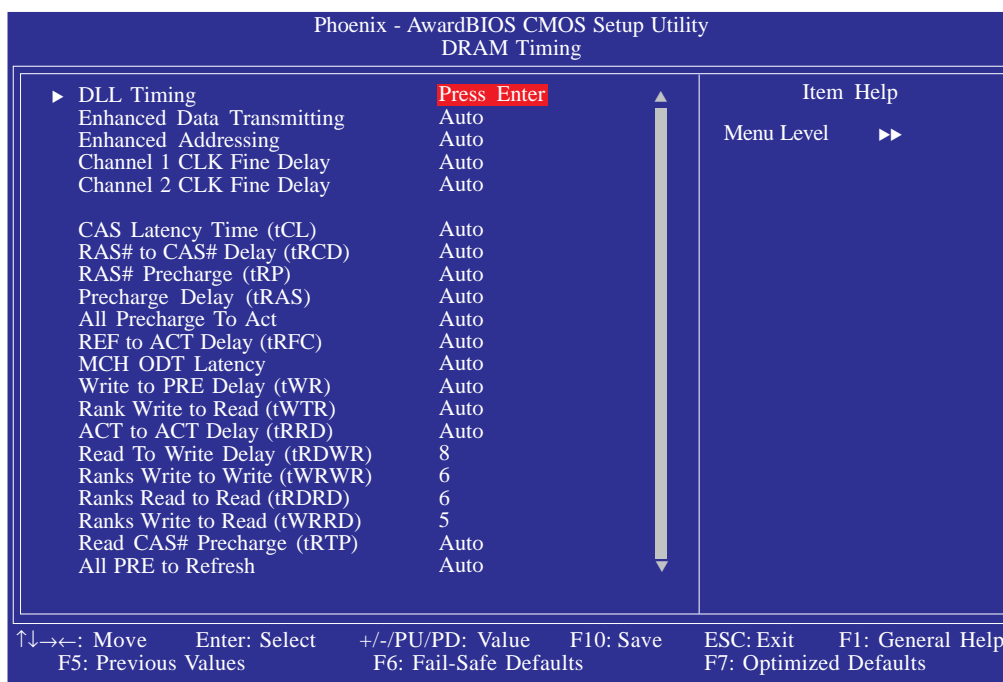 Phoenix - AwardBIOS CMOS Setup Utility
DRAM Timing
▶ DLL Timing Press Enter
Enhanced Data Transmitting Auto
Enhanced Addressing Auto
Channel 1 CLK Fine Delay Auto
Channel 2 CLK Fine Delay Auto
CAS Latency Time (tCL) Auto
RAS# to CAS# Delay (tRCD) Auto
RAS# Precharge (tRP) Auto
Precharge Delay (tRAS) Auto
All Precharge To Act Auto
REF to ACT Delay (tRFC) Auto
MCH ODT Latency Auto
Write to PRE Delay (tWR) Auto
Rank Write to Read (tWTR) Auto
ACT to ACT Delay (tRRD) Auto
Read To Write Delay (tRDWR) 8
Ranks Write to Write (tWRWR) 6
Ranks Read to Read (tRDRD) 6
Ranks Write to Read (tWRRD) 5
Read CAS# Precharge (tRTP) Auto
All PRE to Refresh Auto
Item Help
Menu Level ▶▶
↑↓→←: Move Enter: Select +/-/PU/PD: Value F10: Save ESC: Exit F1: General Help
F5: Previous Values F6: Fail-Safe Defaults F7: Optimized Defaults